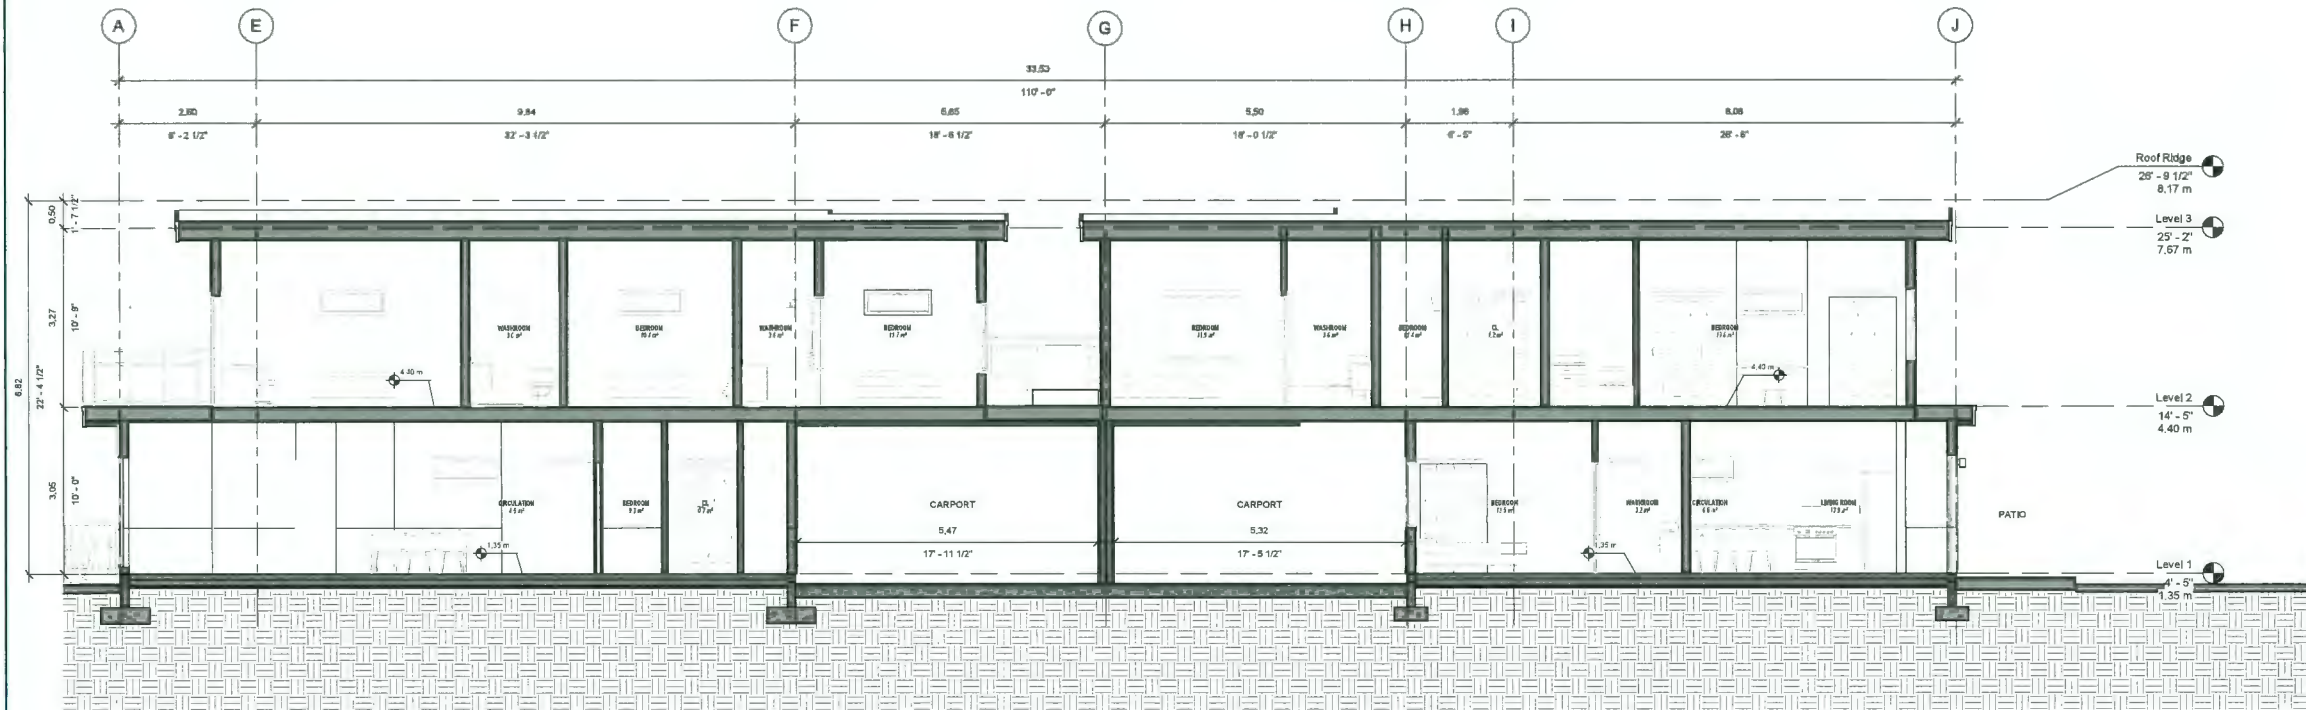 A
E
F
G
H
I
J
33,53
110' - 0"
9,84
5,65
5,50
1,96
8,08
32' - 3 1/2"
18' - 6 1/2"
18' - 0 1/2"
6' - 5"
26' - 6"
Roof Ridge
26' - 9 1/2"
8.17 m
Level 3
25' - 2"
7.67 m
Level 2
14' - 5"
4.40 m
Level 1
4' - 5"
1.35 m
0,50
1' - 7 1/2"
3,27
10' - 9"
6,82
22' - 4 1/2"
3,05
10' - 0"
WASHROOM
BEDROOM
WASHROOM
BEDROOM
BEDROOM
WASHROOM
BEDROOM
CL
BEDROOM
4,40 m
4,40 m
CIRCULATION
BEDROOM
CL
CARPORT
5,47
17' - 11 1/2"
CARPORT
5,32
17' - 5 1/2"
BEDROOM
WASHROOM
CIRCULATION
LIVING ROOM
PATIO
1,35 m
1,35 m